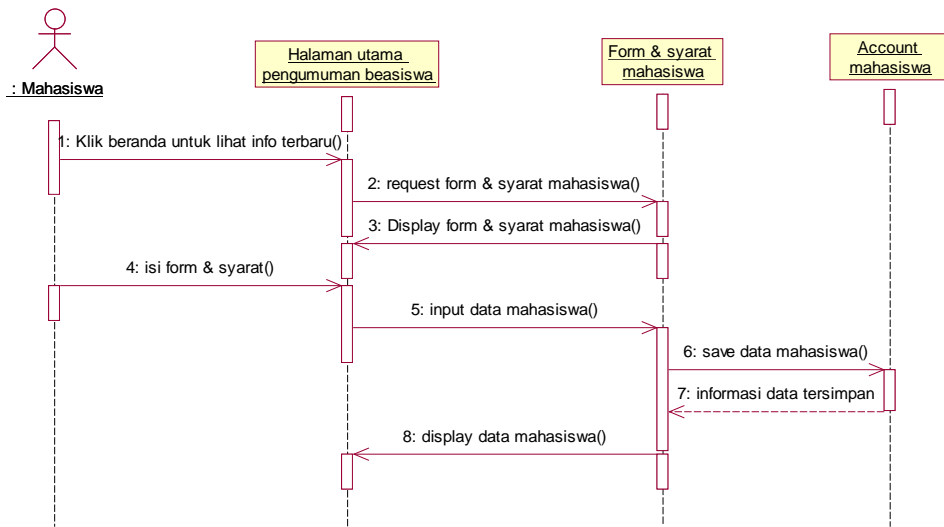 : Mahasiswa
Halaman utama
pengumuman beasiswa
Form & syarat
mahasiswa
Account
mahasiswa
1: Klik beranda untuk lihat info terbaru()
2: request form & syarat mahasiswa()
3: Display form & syarat mahasiswa()
4: isi form & syarat()
5: input data mahasiswa()
6: save data mahasiswa()
7: informasi data tersimpan
8: display data mahasiswa()